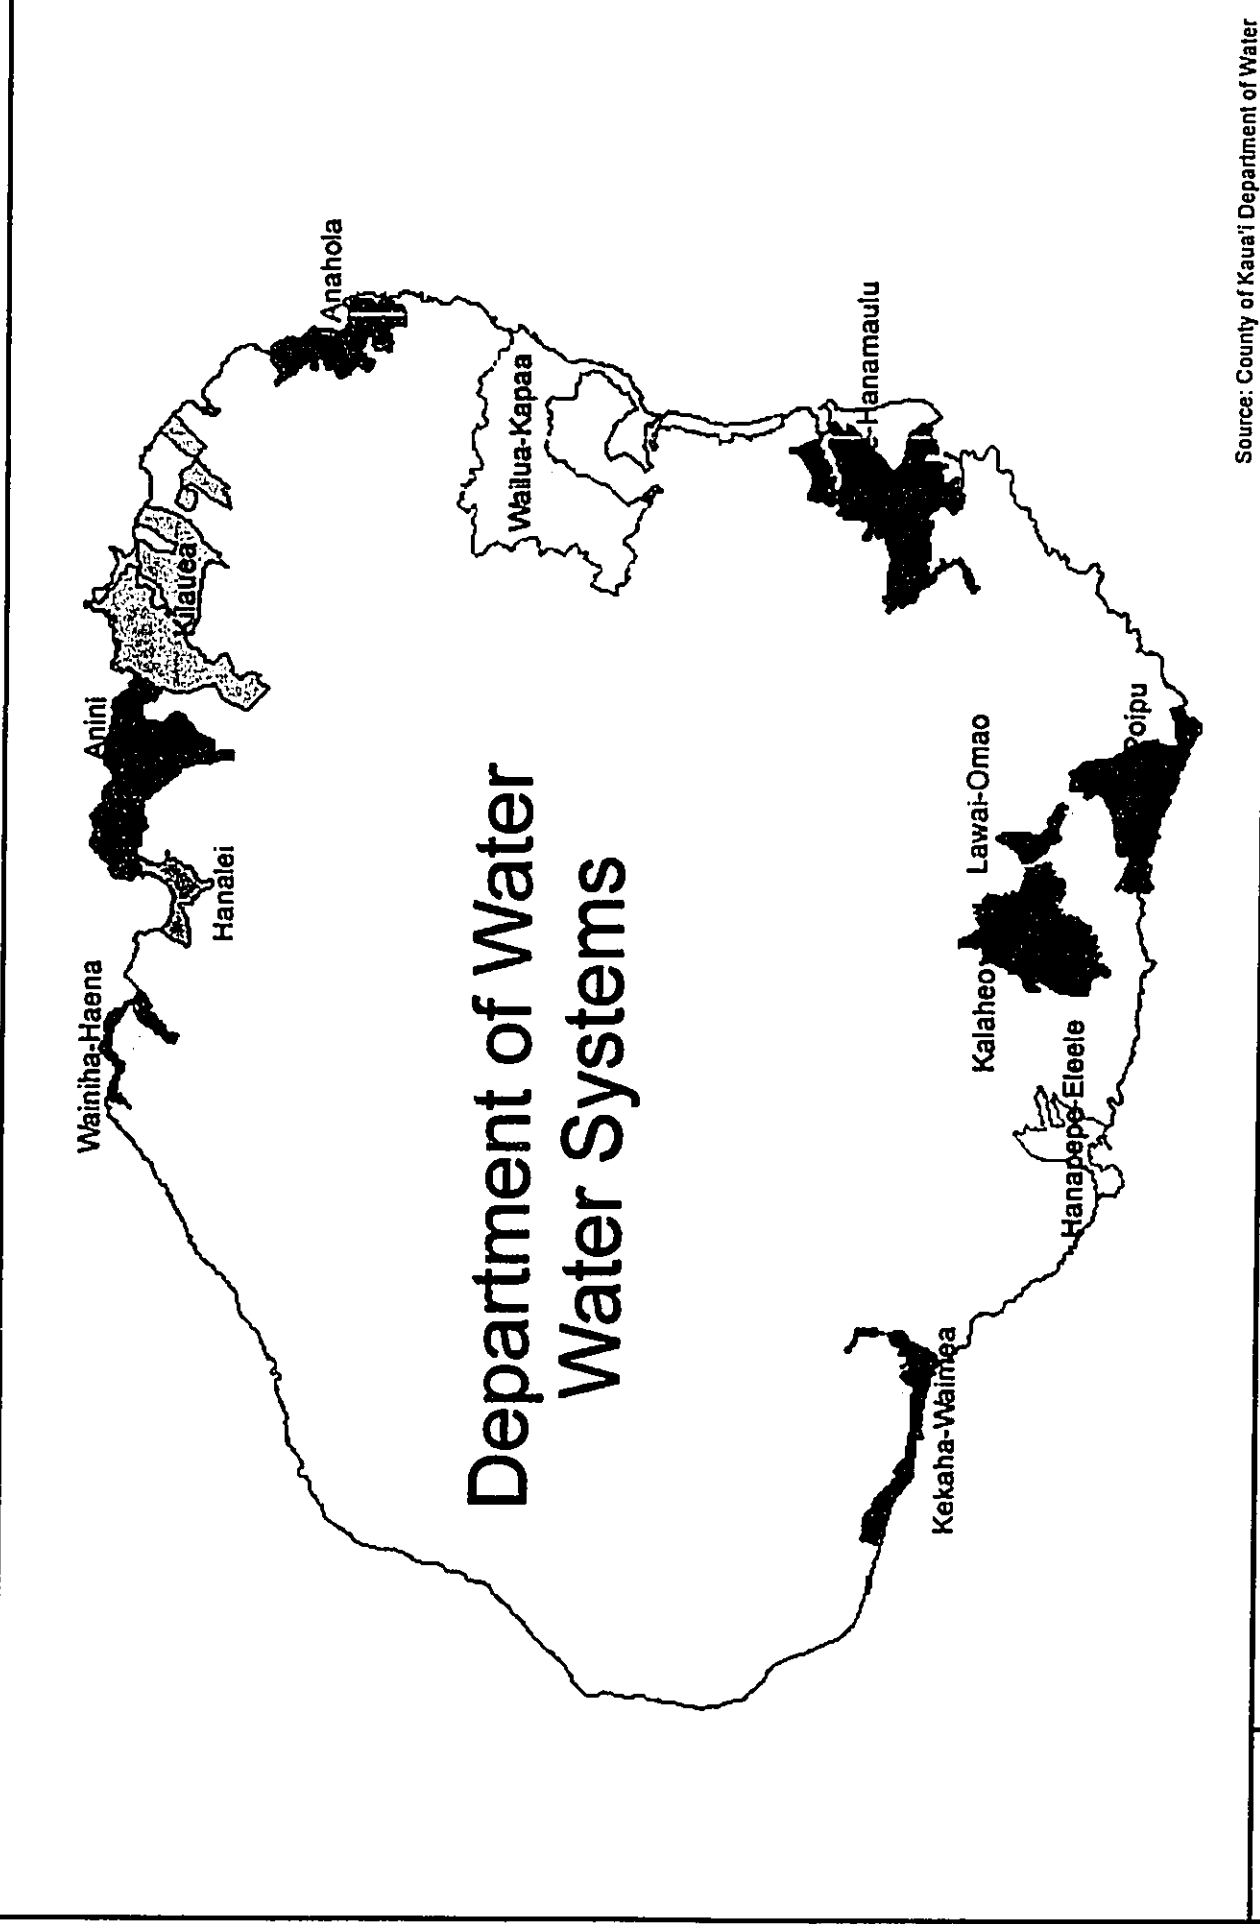 Wainiha-Haena
Hanalei
Anini
Kilauea
Anahola
Department of Water
Water Systems
Wailua-Kapaa
-Hanamaulu
Kekaha-Waimea
Hanapepe-Eleele
Kalaheo
Lawai-Omao
Poipu
Source: County of Kaua'i Department of Water